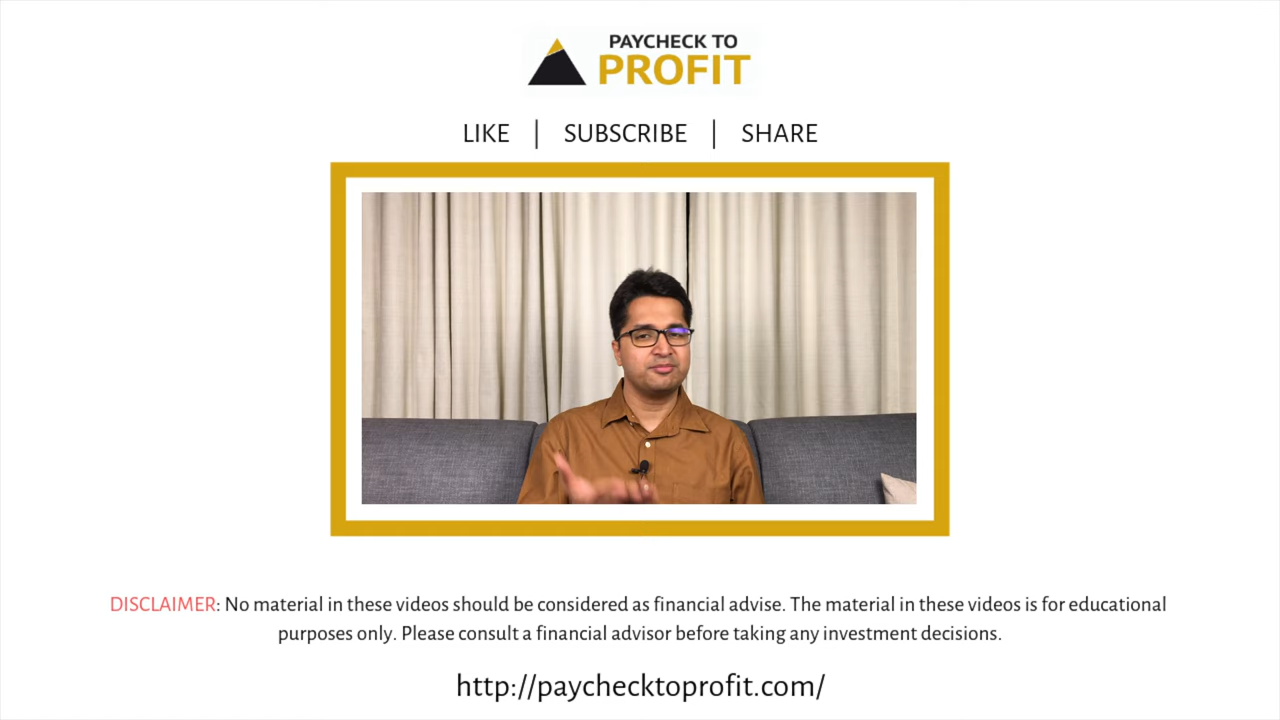 PAYCHECK TO
PROFIT
LIKE | SUBSCRIBE | SHARE
DISCLAIMER: No material in these videos should be considered as financial advise. The material in these videos is for educational
purposes only. Please consult a financial advisor before taking any investment decisions.
http://paychecktoprofit.com/